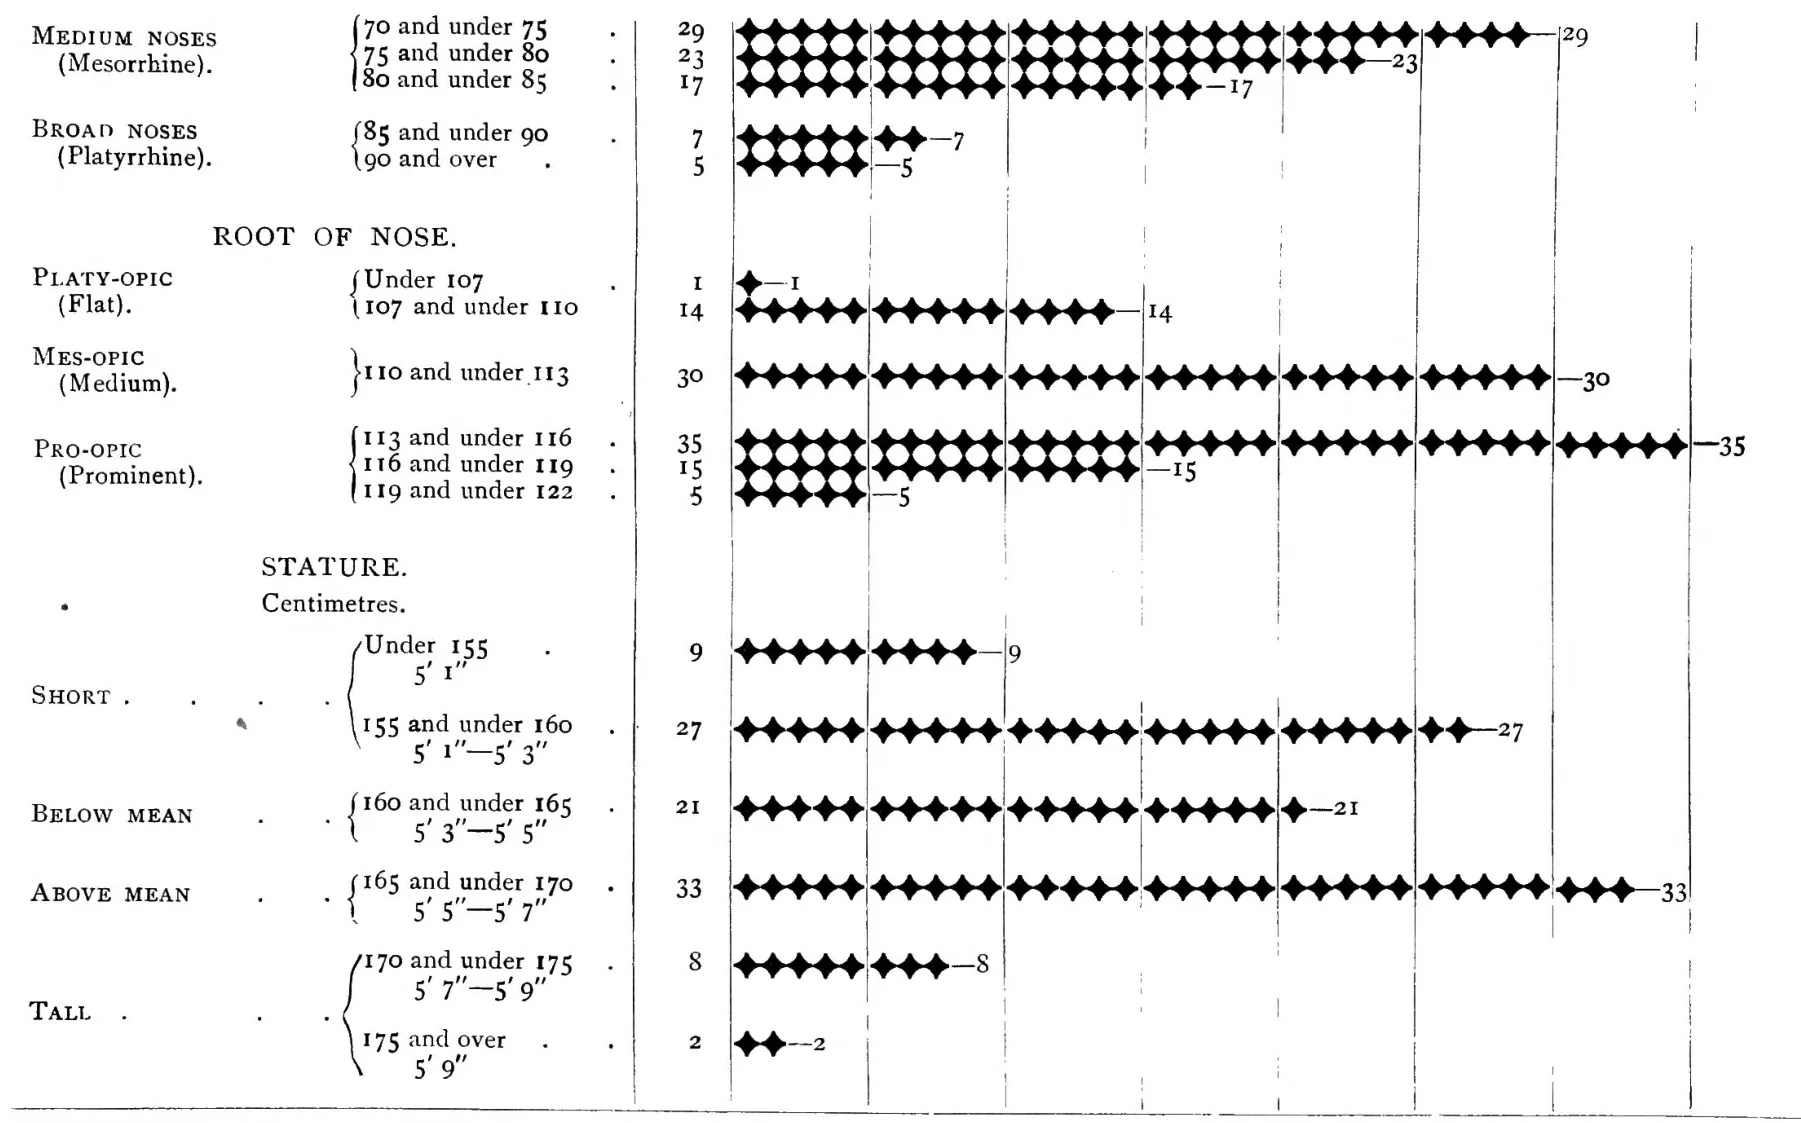 MEDIUM NOSES
(Mesorrhine).
70 and under 75 . 29 —29
75 and under 80 . 23 —23
80 and under 85 . 17 —17
BROAD NOSES
(Platyrrhine).
85 and under 90 . 7 —7
90 and over . 5 —5
ROOT OF NOSE.
PLATY-OPIC
(Flat).
Under 107 . 1 —1
107 and under 110 14 —14
MES-OPIC
(Medium).
110 and under 113 30 —30
PRO-OPIC
(Prominent).
113 and under 116 . 35 —35
116 and under 119 . 15 —15
119 and under 122 . 5 —5
STATURE.
Centimetres.
Under 155 . 9 —9
5′ 1″
SHORT . . . .
155 and under 160 . 27 —27
5′ 1″—5′ 3″
BELOW MEAN . . 160 and under 165 . 21 —21
5′ 3″—5′ 5″
ABOVE MEAN . . 165 and under 170 . 33 —33
5′ 5″—5′ 7″
170 and under 175 . 8 —8
5′ 7″—5′ 9″
TALL . . .
175 and over . . 2 —2
5′ 9″